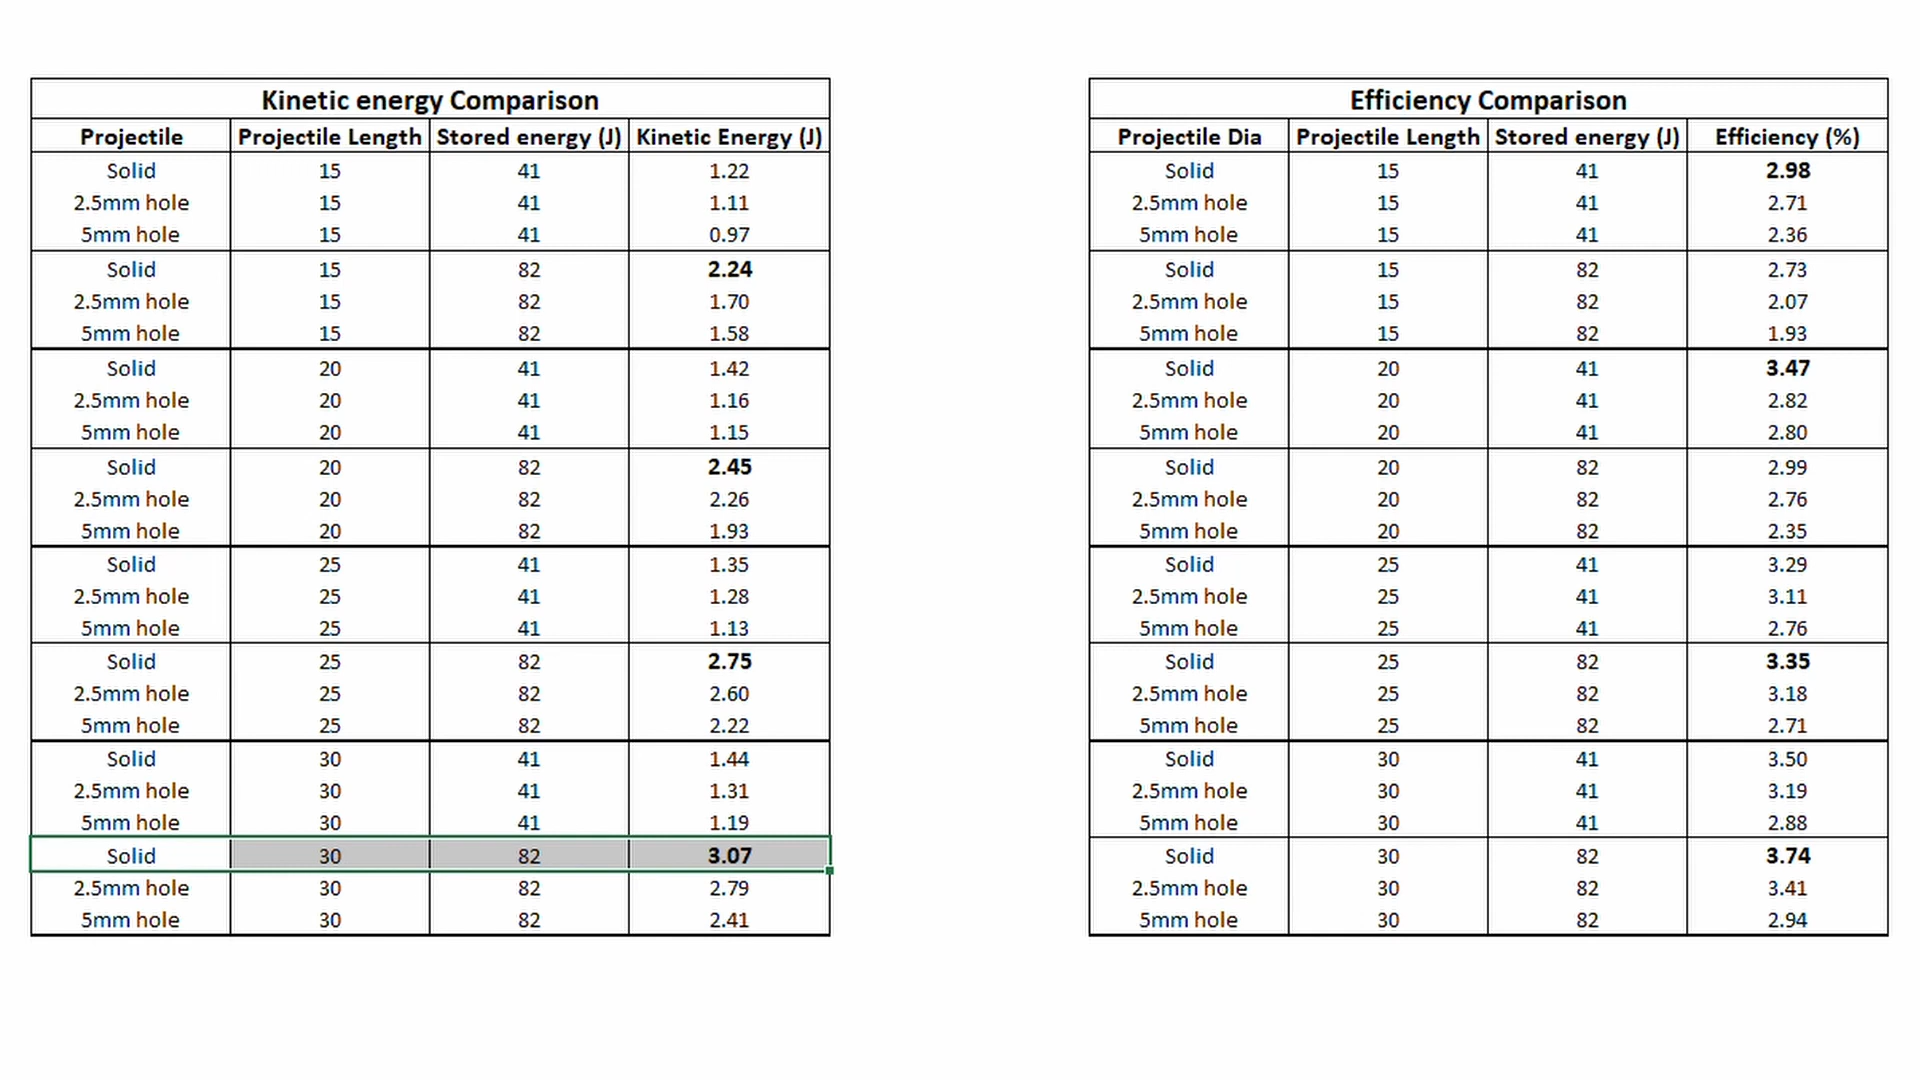 Kinetic energy Comparison
Projectile Projectile Length Stored energy (J) Kinetic Energy (J)
Solid 15 41 1.22
2.5mm hole 15 41 1.11
5mm hole 15 41 0.97
Solid 15 82 2.24
2.5mm hole 15 82 1.70
5mm hole 15 82 1.58
Solid 20 41 1.42
2.5mm hole 20 41 1.16
5mm hole 20 41 1.15
Solid 20 82 2.45
2.5mm hole 20 82 2.26
5mm hole 20 82 1.93
Solid 25 41 1.35
2.5mm hole 25 41 1.28
5mm hole 25 41 1.13
Solid 25 82 2.75
2.5mm hole 25 82 2.60
5mm hole 25 82 2.22
Solid 30 41 1.44
2.5mm hole 30 41 1.31
5mm hole 30 41 1.19
Solid 30 82 3.07
2.5mm hole 30 82 2.79
5mm hole 30 82 2.41
Efficiency Comparison
Projectile Dia Projectile Length Stored energy (J) Efficiency (%)
Solid 15 41 2.98
2.5mm hole 15 41 2.71
5mm hole 15 41 2.36
Solid 15 82 2.73
2.5mm hole 15 82 2.07
5mm hole 15 82 1.93
Solid 20 41 3.47
2.5mm hole 20 41 2.82
5mm hole 20 41 2.80
Solid 20 82 2.99
2.5mm hole 20 82 2.76
5mm hole 20 82 2.35
Solid 25 41 3.29
2.5mm hole 25 41 3.11
5mm hole 25 41 2.76
Solid 25 82 3.35
2.5mm hole 25 82 3.18
5mm hole 25 82 2.71
Solid 30 41 3.50
2.5mm hole 30 41 3.19
5mm hole 30 41 2.88
Solid 30 82 3.74
2.5mm hole 30 82 3.41
5mm hole 30 82 2.94